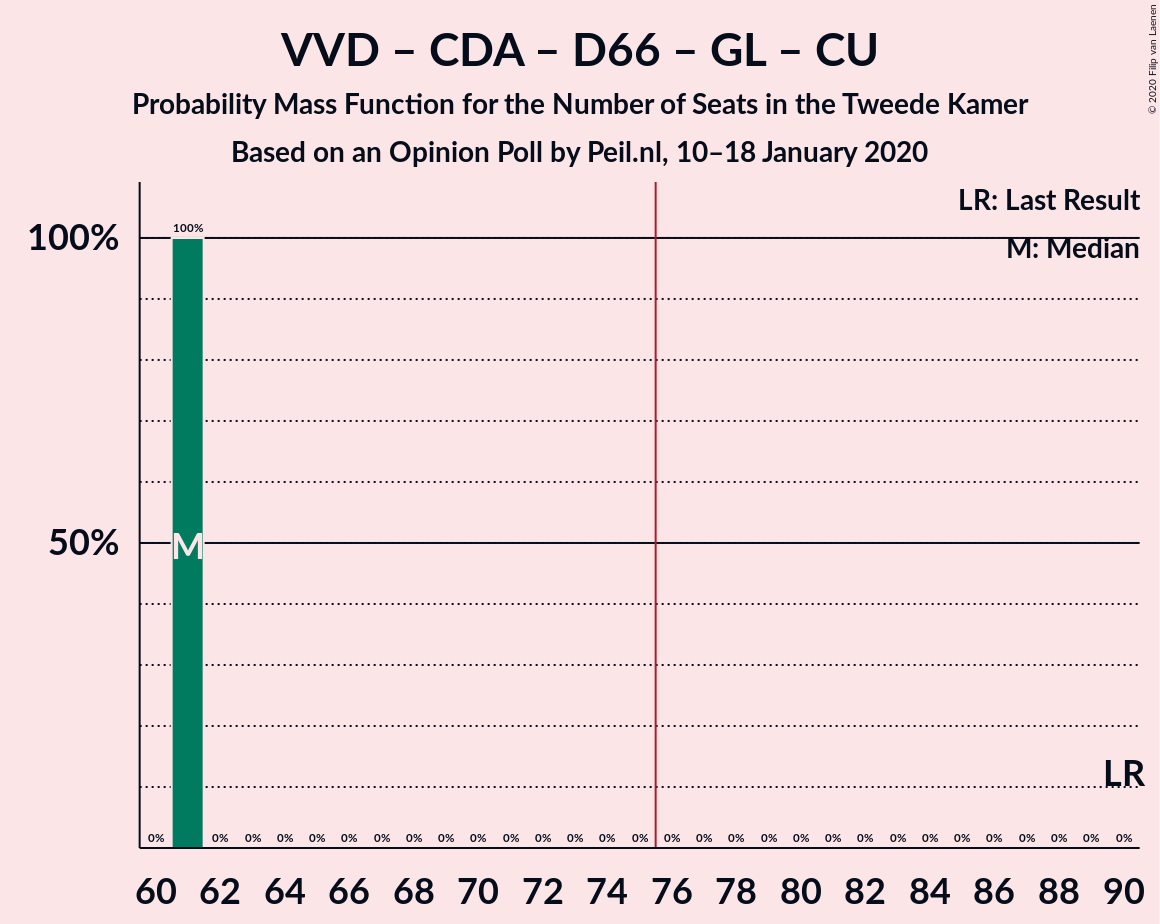 VVD – CDA – D66 – GL – CU
Probability Mass Function for the Number of Seats in the Tweede Kamer
Based on an Opinion Poll by Peil.nl, 10–18 January 2020
© 2020 Filip van Laenen
LR: Last Result
M: Median
100%
100%
50%
M
LR
0% 0% 0% 0% 0% 0% 0% 0% 0% 0% 0% 0% 0% 0% 0% 0% 0% 0% 0% 0% 0% 0% 0% 0% 0% 0% 0% 0% 0% 0%
60 62 64 66 68 70 72 74 76 78 80 82 84 86 88 90